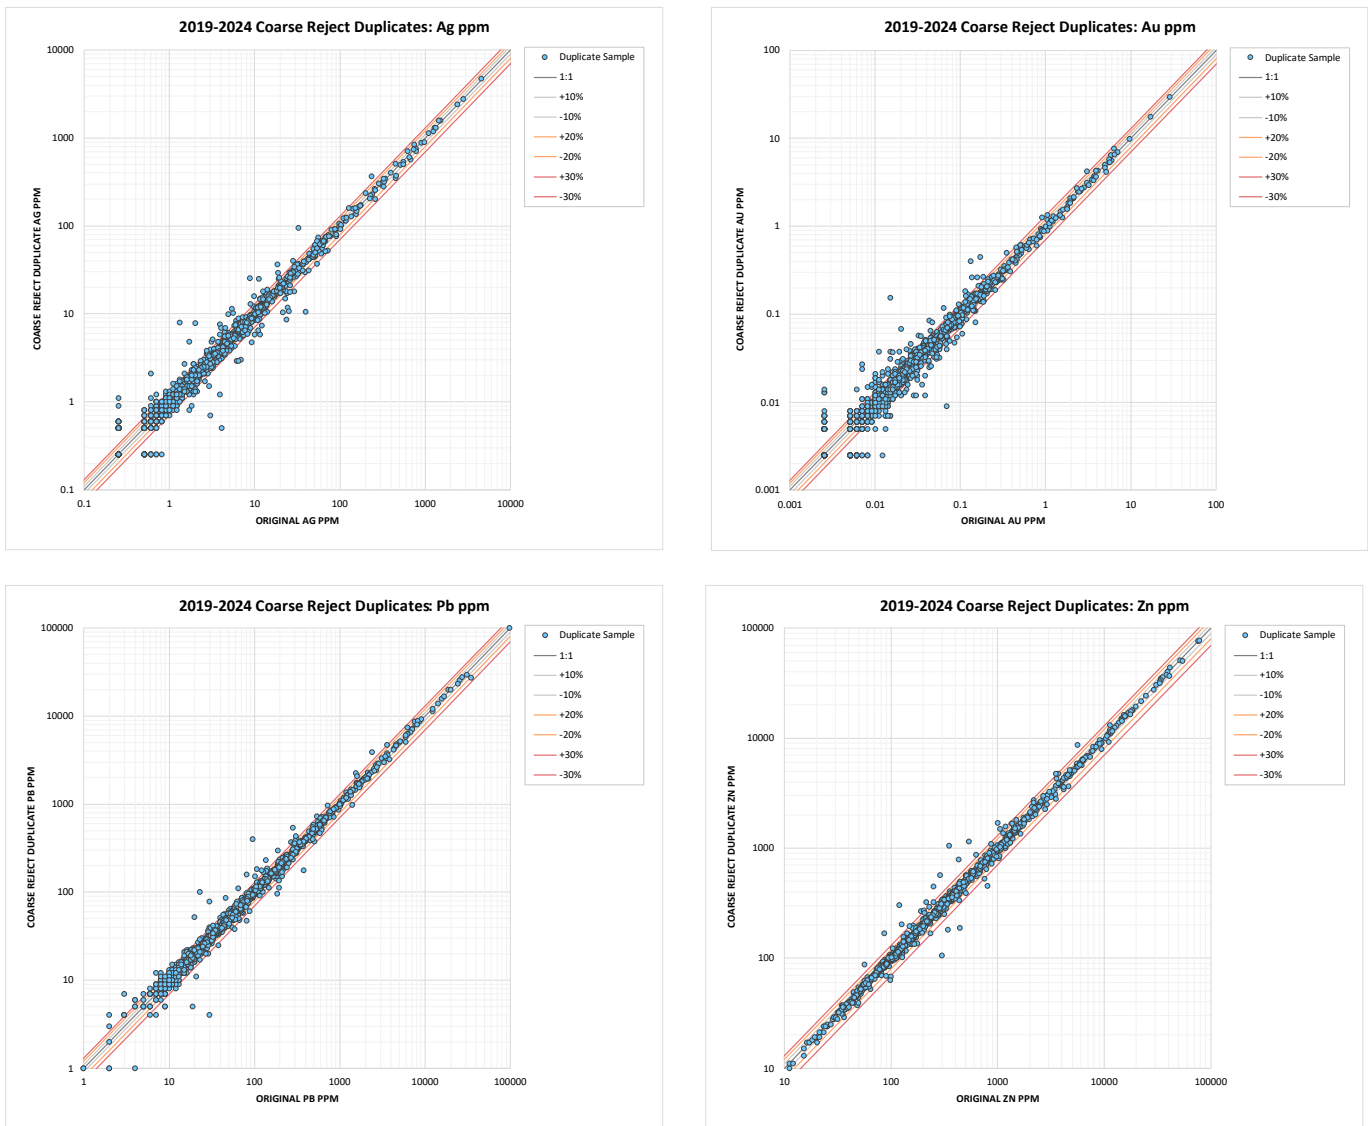 2019-2024 Coarse Reject Duplicates: Ag ppm
COARSE REJECT DUPLICATE AG PPM
10000
1000
100
10
1
0.1
0.1 1 10 100 1000 10000
ORIGINAL AG PPM
Duplicate Sample
1:1
+10%
-10%
+20%
-20%
+30%
-30%
2019-2024 Coarse Reject Duplicates: Au ppm
COARSE REJECT DUPLICATE AU PPM
100
10
1
0.1
0.01
0.001
0.001 0.01 0.1 1 10 100
ORIGINAL AU PPM
Duplicate Sample
1:1
+10%
-10%
+20%
-20%
+30%
-30%
2019-2024 Coarse Reject Duplicates: Pb ppm
COARSE REJECT DUPLICATE PB PPM
100000
10000
1000
100
10
1
1 10 100 1000 10000 100000
ORIGINAL PB PPM
Duplicate Sample
1:1
+10%
-10%
+20%
-20%
+30%
-30%
2019-2024 Coarse Reject Duplicates: Zn ppm
COARSE REJECT DUPLICATE ZN PPM
100000
10000
1000
100
10
10 100 1000 10000 100000
ORIGINAL ZN PPM
Duplicate Sample
1:1
+10%
-10%
+20%
-20%
+30%
-30%